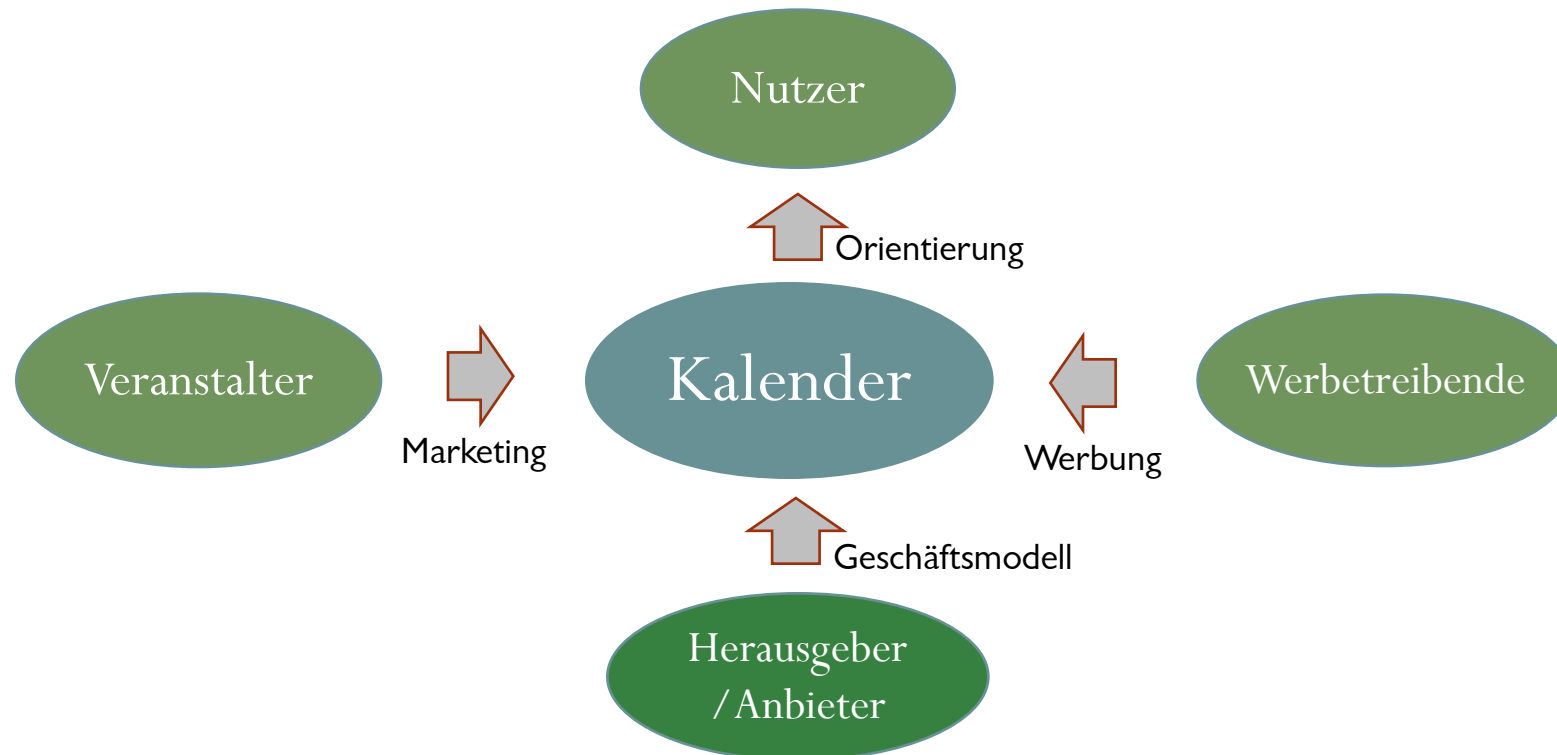 Nutzer
Orientierung
Veranstalter
Kalender
Werbetreibende
Marketing
Werbung
Geschäftsmodell
Herausgeber
/Anbieter